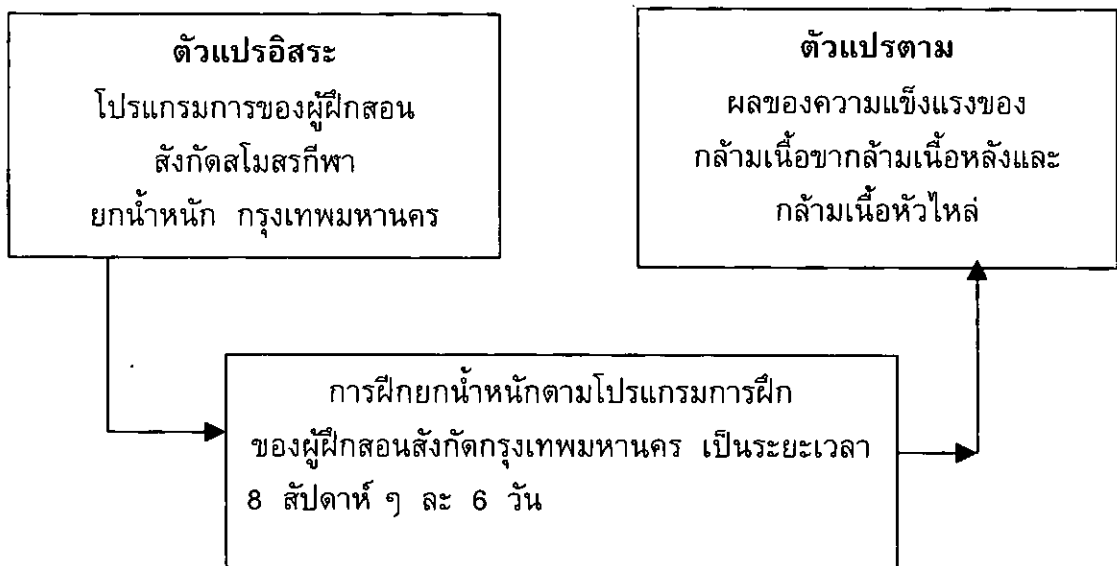 ตัวแปรอิสระ
โปรแกรมการของผู้ฝึกสอน
สังกัดสโมสรกีฬา
ยกน้ำหนัก กรุงเทพมหานคร
ตัวแปรตาม
ผลของความแข็งแรงของ
กล้ามเนื้อขากล้ามเนื้อหลังและ
กล้ามเนื้อหัวไหล่
การฝึกยกน้ำหนักตามโปรแกรมการฝึก
ของผู้ฝึกสอนสังกัดกรุงเทพมหานคร เป็นระยะเวลา
8 สัปดาห์ ๆ ละ 6 วัน